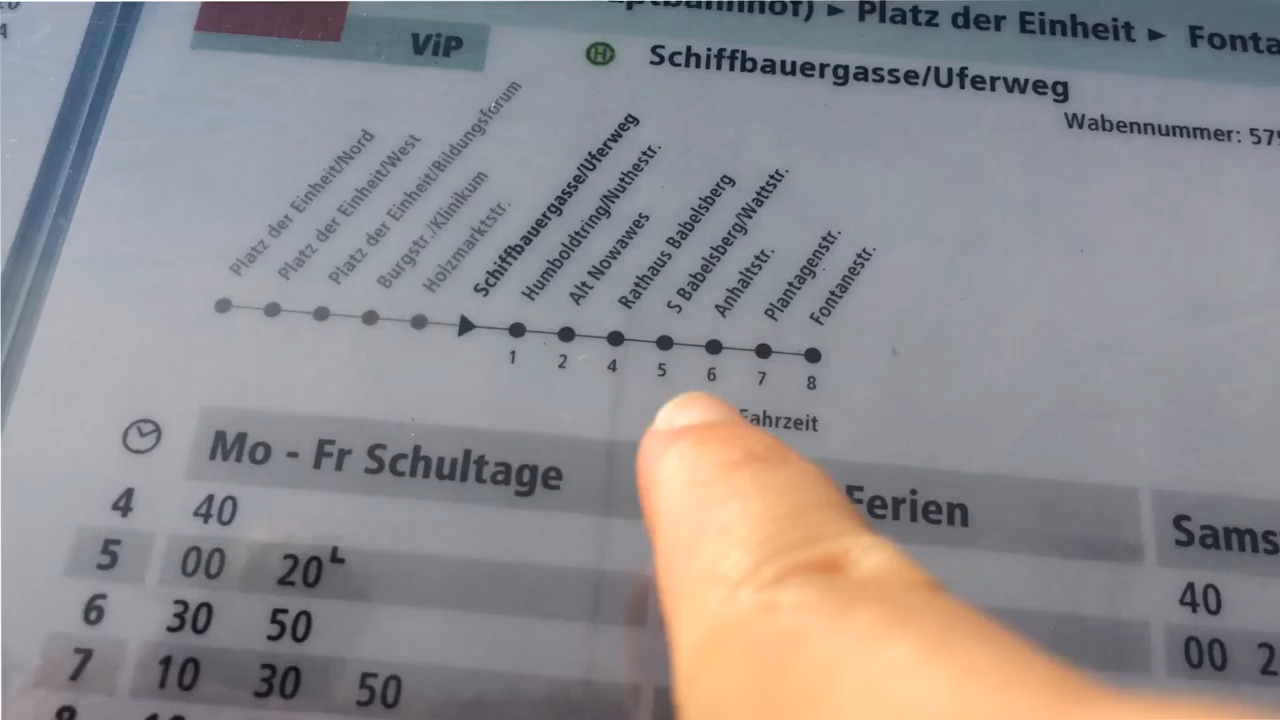 Platz der Einheit ► Fonta
ViP
H Schiffbauergasse/Uferweg
Wabennummer: 575
Platz der Einheit/Nord
Platz der Einheit/West
Platz der Einheit/Bildungsforum
Burgstr./Klinikum
Holzmarktstr.
Schiffbauergasse/Uferweg
Humboldtring/Nuthestr.
Alt Nowawes
Rathaus Babelsberg
S Babelsberg/Wattstr.
Anhaltstr.
Plantagenstr.
Fontanestr.
1 2 4 5 6 7 8
Fahrzeit
Mo - Fr Schultage Ferien Sams
4 40 40
5 00 20 L 00 2
6 30 50
7 10 30 50